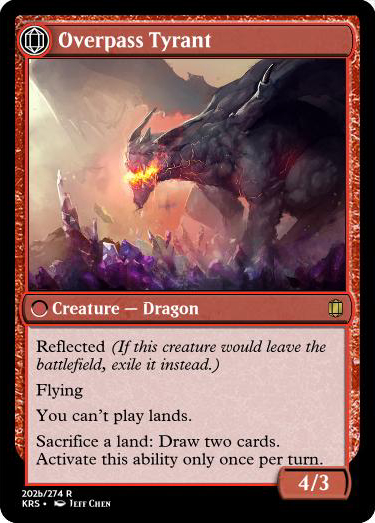 Overpass Tyrant
Creature — Dragon
Reflected (If this creature would leave the
battlefield, exile it instead.)
Flying
You can't play lands.
Sacrifice a land: Draw two cards.
Activate this ability only once per turn.
4/3
202b/274 R
KRS • Jeff Chen